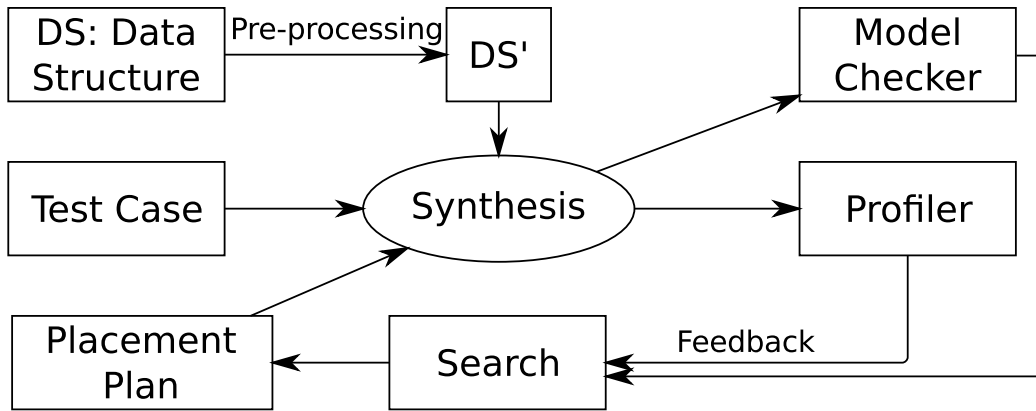 DS: Data
Structure
Pre-processing
DS'
Model
Checker
Test Case
Synthesis
Profiler
Placement
Plan
Search
Feedback